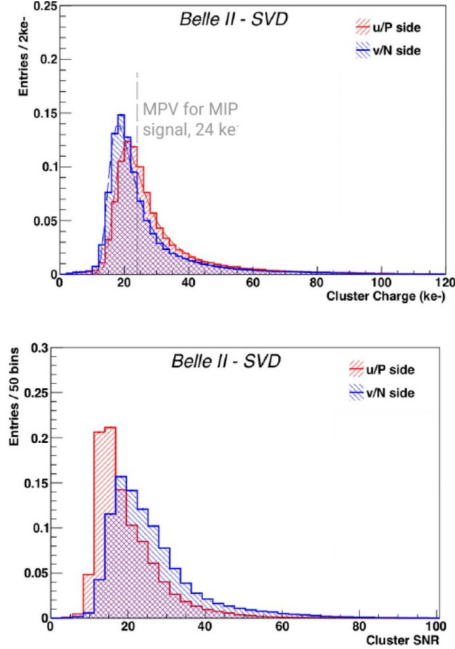 Belle II - SVD
u/P side
v/N side
MPV for MIP
signal, 24 ke-
Entries / 2ke-
0.25
0.2
0.15
0.1
0.05
0
0 20 40 60 80 100 120
Cluster Charge (ke-)
Belle II - SVD
u/P side
v/N side
Entries / 50 bins
0.3
0.25
0.2
0.15
0.1
0.05
0
0 20 40 60 80 100
Cluster SNR